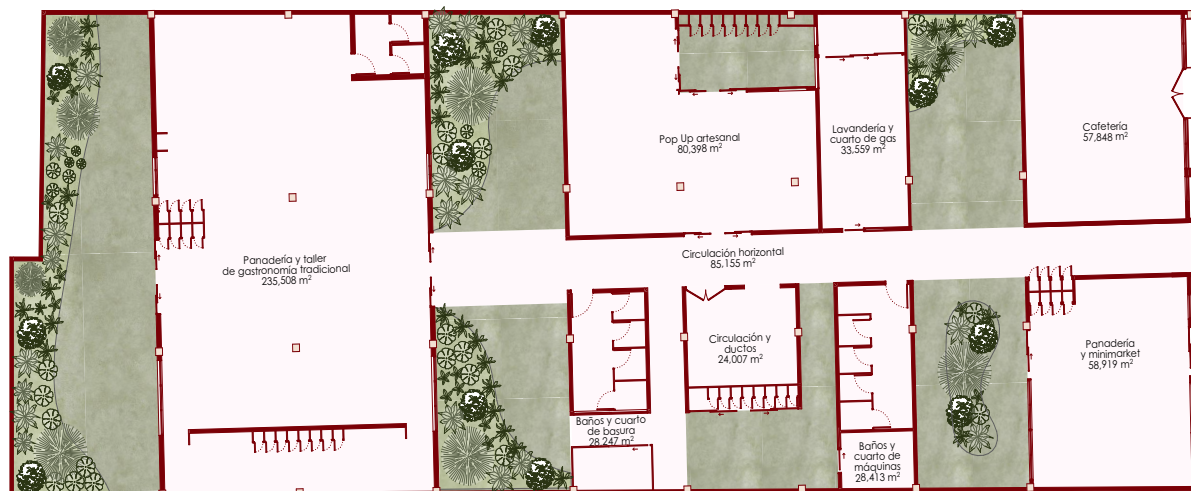 Pop Up artesanal
80,398 m²
Lavandería y
cuarto de gas
33,559 m²
Cafetería
57,848 m²
Panadería y taller
de gastronomía tradicional
235,508 m²
Circulación horizontal
85,155 m²
Circulación y
ductos
24,007 m²
Panadería
y minimarket
58,919 m²
Baños y cuarto
de basura
28,247 m²
Baños y
cuarto de
máquinas
28,413 m²